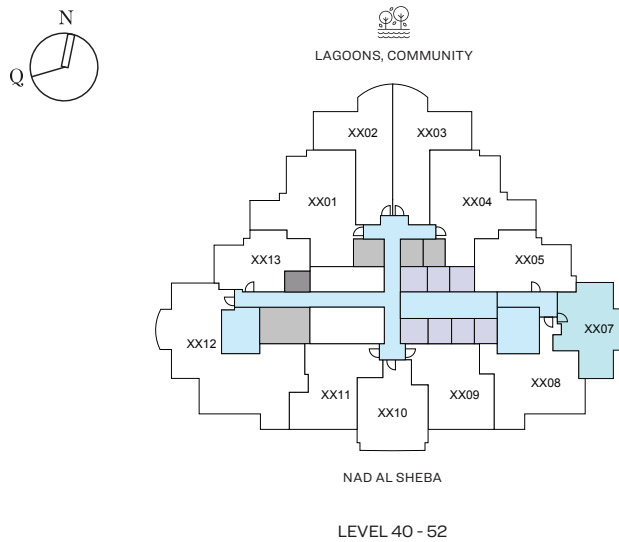 N
Q
LAGOONS, COMMUNITY
XX02 XX03
XX01 XX04
XX13 XX05
XX07
XX12
XX08
XX11 XX09
XX10
NAD AL SHEBA
LEVEL 40 - 52